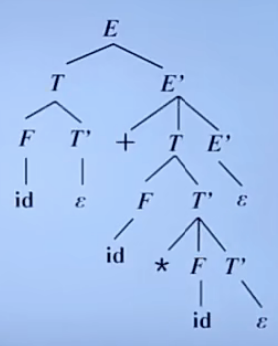 E
T E'
F T' + T E'
id ε F T' ε
id * F T'
id ε